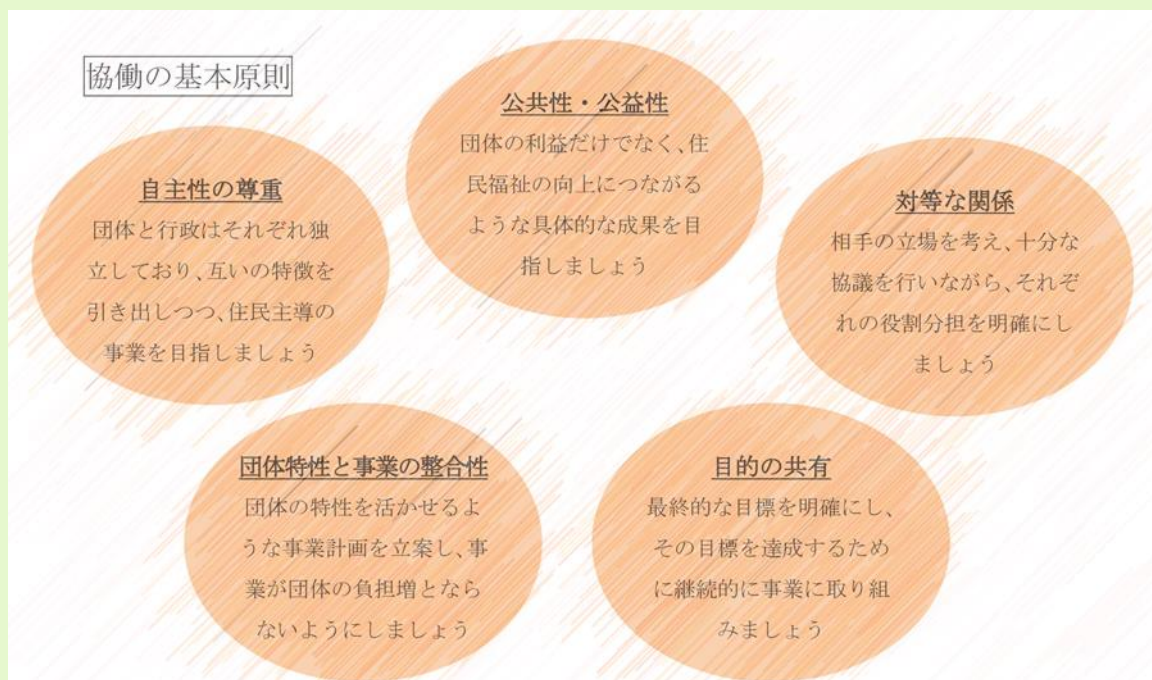 協働の基本原則
公共性・公益性
団体の利益だけでなく、住
民福祉の向上につながる
ような具体的な成果を目
指しましょう
自主性の尊重
団体と行政はそれぞれ独
立しており、互いの特徴を
引き出しつつ、住民主導の
事業を目指しましょう
対等な関係
相手の立場を考え、十分な
協議を行いながら、それぞ
れの役割分担を明確にし
ましょう
団体特性と事業の整合性
団体の特性を活かせるよ
うな事業計画を立案し、事
業が団体の負担増となら
ないようにしましょう
目的の共有
最終的な目標を明確にし、
その目標を達成するため
に継続的に事業に取り組
みましょう